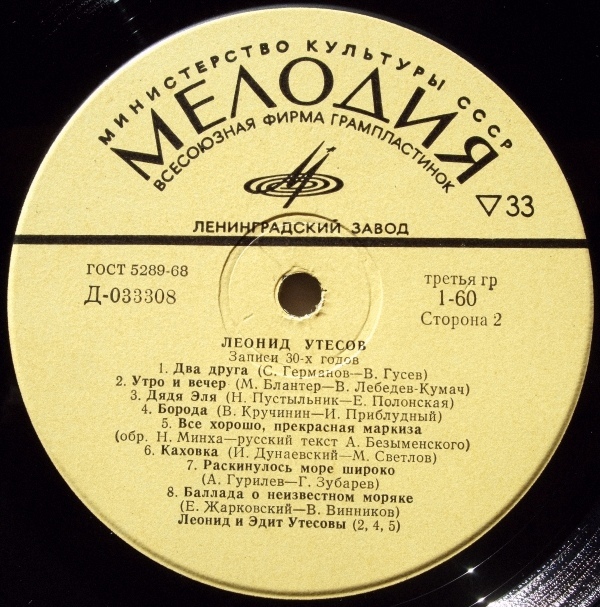 МИНИСТЕРСТВО КУЛЬТУРЫ СССР
МЕЛОДИЯ
ВСЕСОЮЗНАЯ ФИРМА ГРАМПЛАСТИНОК
▽33
ЛЕНИНГРАДСКИЙ ЗАВОД
ГОСТ 5289-68
Д-033308
третья гр
1-60
Сторона 2
ЛЕОНИД УТЕСОВ
Записи 30-х годов
1. Два друга (С. Германов—В. Гусев)
2. Утро и вечер (М. Блантер—В. Лебедев-Кумач)
3. Дядя Эля (Н. Пустыльник—Е. Полонская)
4. Борода (В. Кручинин—И. Приблудный)
5. Все хорошо, прекрасная маркиза
(обр. Н. Минха—русский текст А. Безыменского)
6. Каховка (И. Дунаевский—М. Светлов)
7. Раскинулось море широко
(А. Гурилев—Г. Зубарев)
8. Баллада о неизвестном моряке
(Е. Жарковский—В. Винников)
Леонид и Эдит Утесовы (2, 4, 5)